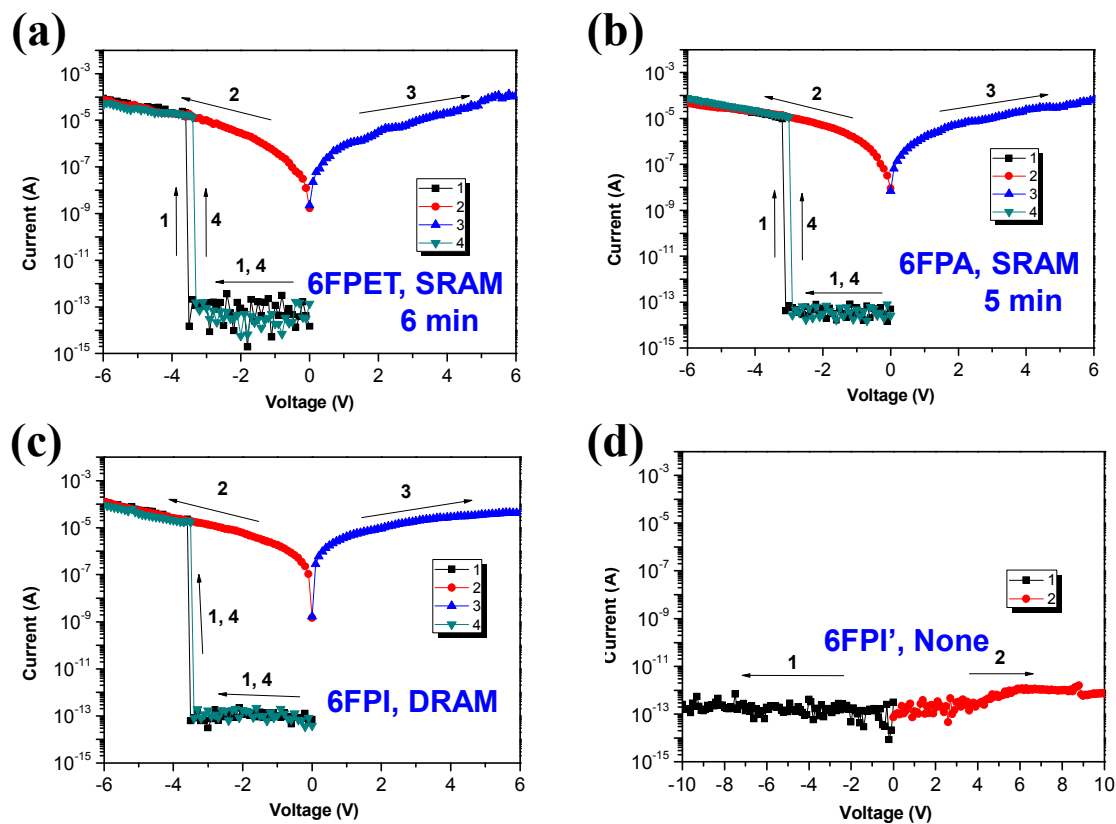 (a)
10⁻³
10⁻⁵
10⁻⁷
10⁻⁹
10⁻¹¹
10⁻¹³
10⁻¹⁵
Current (A)
2
3
1
4
1, 4
1
2
3
4
6FPET, SRAM
6 min
-6 -4 -2 0 2 4 6
Voltage (V)
(b)
10⁻³
10⁻⁵
10⁻⁷
10⁻⁹
10⁻¹¹
10⁻¹³
10⁻¹⁵
Current (A)
2
3
1
4
1, 4
1
2
3
4
6FPA, SRAM
5 min
-6 -4 -2 0 2 4 6
Voltage (V)
(c)
10⁻³
10⁻⁵
10⁻⁷
10⁻⁹
10⁻¹¹
10⁻¹³
10⁻¹⁵
Current (A)
2
3
1, 4
1, 4
1
2
3
4
6FPI, DRAM
-6 -4 -2 0 2 4 6
Voltage (V)
(d)
10⁻³
10⁻⁵
10⁻⁷
10⁻⁹
10⁻¹¹
10⁻¹³
10⁻¹⁵
Current (A)
1
2
6FPI’, None
1
2
-10 -8 -6 -4 -2 0 2 4 6 8 10
Voltage (V)